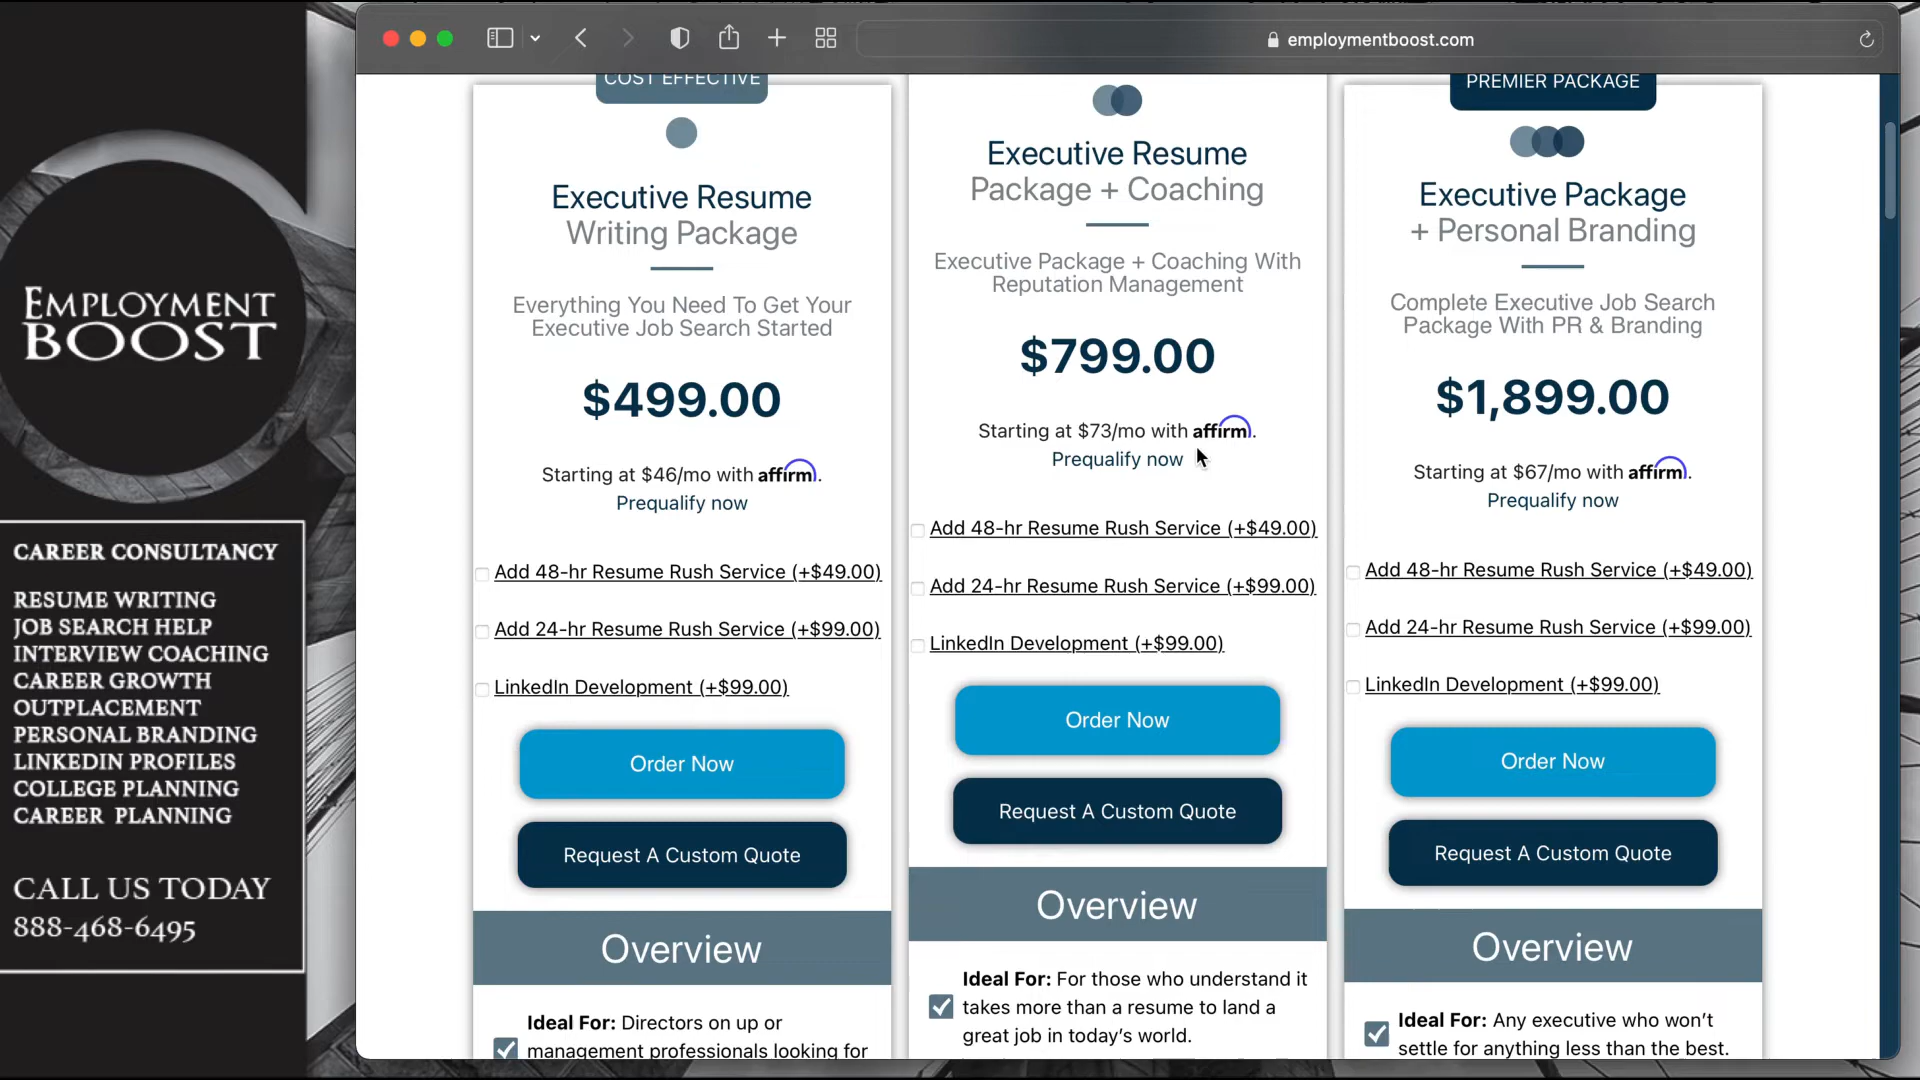 employmentboost.com
EMPLOYMENT
BOOST
CAREER CONSULTANCY
RESUME WRITING
JOB SEARCH HELP
INTERVIEW COACHING
CAREER GROWTH
OUTPLACEMENT
PERSONAL BRANDING
LINKEDIN PROFILES
COLLEGE PLANNING
CAREER PLANNING
CALL US TODAY
888-468-6495
COST EFFECTIVE
Executive Resume
Writing Package
Everything You Need To Get Your
Executive Job Search Started
$499.00
Starting at $46/mo with affirm.
Prequalify now
Add 48-hr Resume Rush Service (+$49.00)
Add 24-hr Resume Rush Service (+$99.00)
LinkedIn Development (+$99.00)
Order Now
Request A Custom Quote
Overview
Ideal For: Directors on up or
management professionals looking for
Executive Resume
Package + Coaching
Executive Package + Coaching With
Reputation Management
$799.00
Starting at $73/mo with affirm.
Prequalify now
Add 48-hr Resume Rush Service (+$49.00)
Add 24-hr Resume Rush Service (+$99.00)
LinkedIn Development (+$99.00)
Order Now
Request A Custom Quote
Overview
Ideal For: For those who understand it
takes more than a resume to land a
great job in today's world.
PREMIER PACKAGE
Executive Package
+ Personal Branding
Complete Executive Job Search
Package With PR & Branding
$1,899.00
Starting at $67/mo with affirm.
Prequalify now
Add 48-hr Resume Rush Service (+$49.00)
Add 24-hr Resume Rush Service (+$99.00)
LinkedIn Development (+$99.00)
Order Now
Request A Custom Quote
Overview
Ideal For: Any executive who won't
settle for anything less than the best.